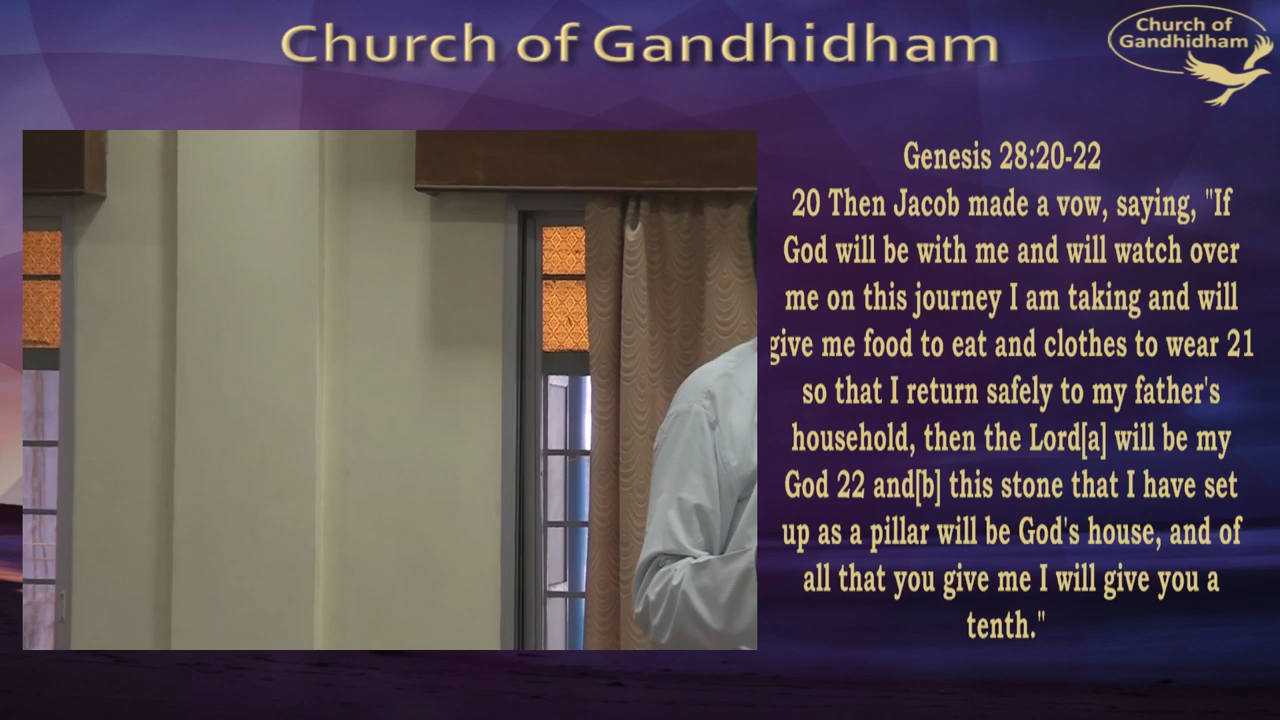 Church of Gandhidham
Church of
Gandhidham
Genesis 28:20-22
20 Then Jacob made a vow, saying, "If
God will be with me and will watch over
me on this journey I am taking and will
give me food to eat and clothes to wear 21
so that I return safely to my father's
household, then the Lord[a] will be my
God 22 and[b] this stone that I have set
up as a pillar will be God's house, and of
all that you give me I will give you a
tenth."